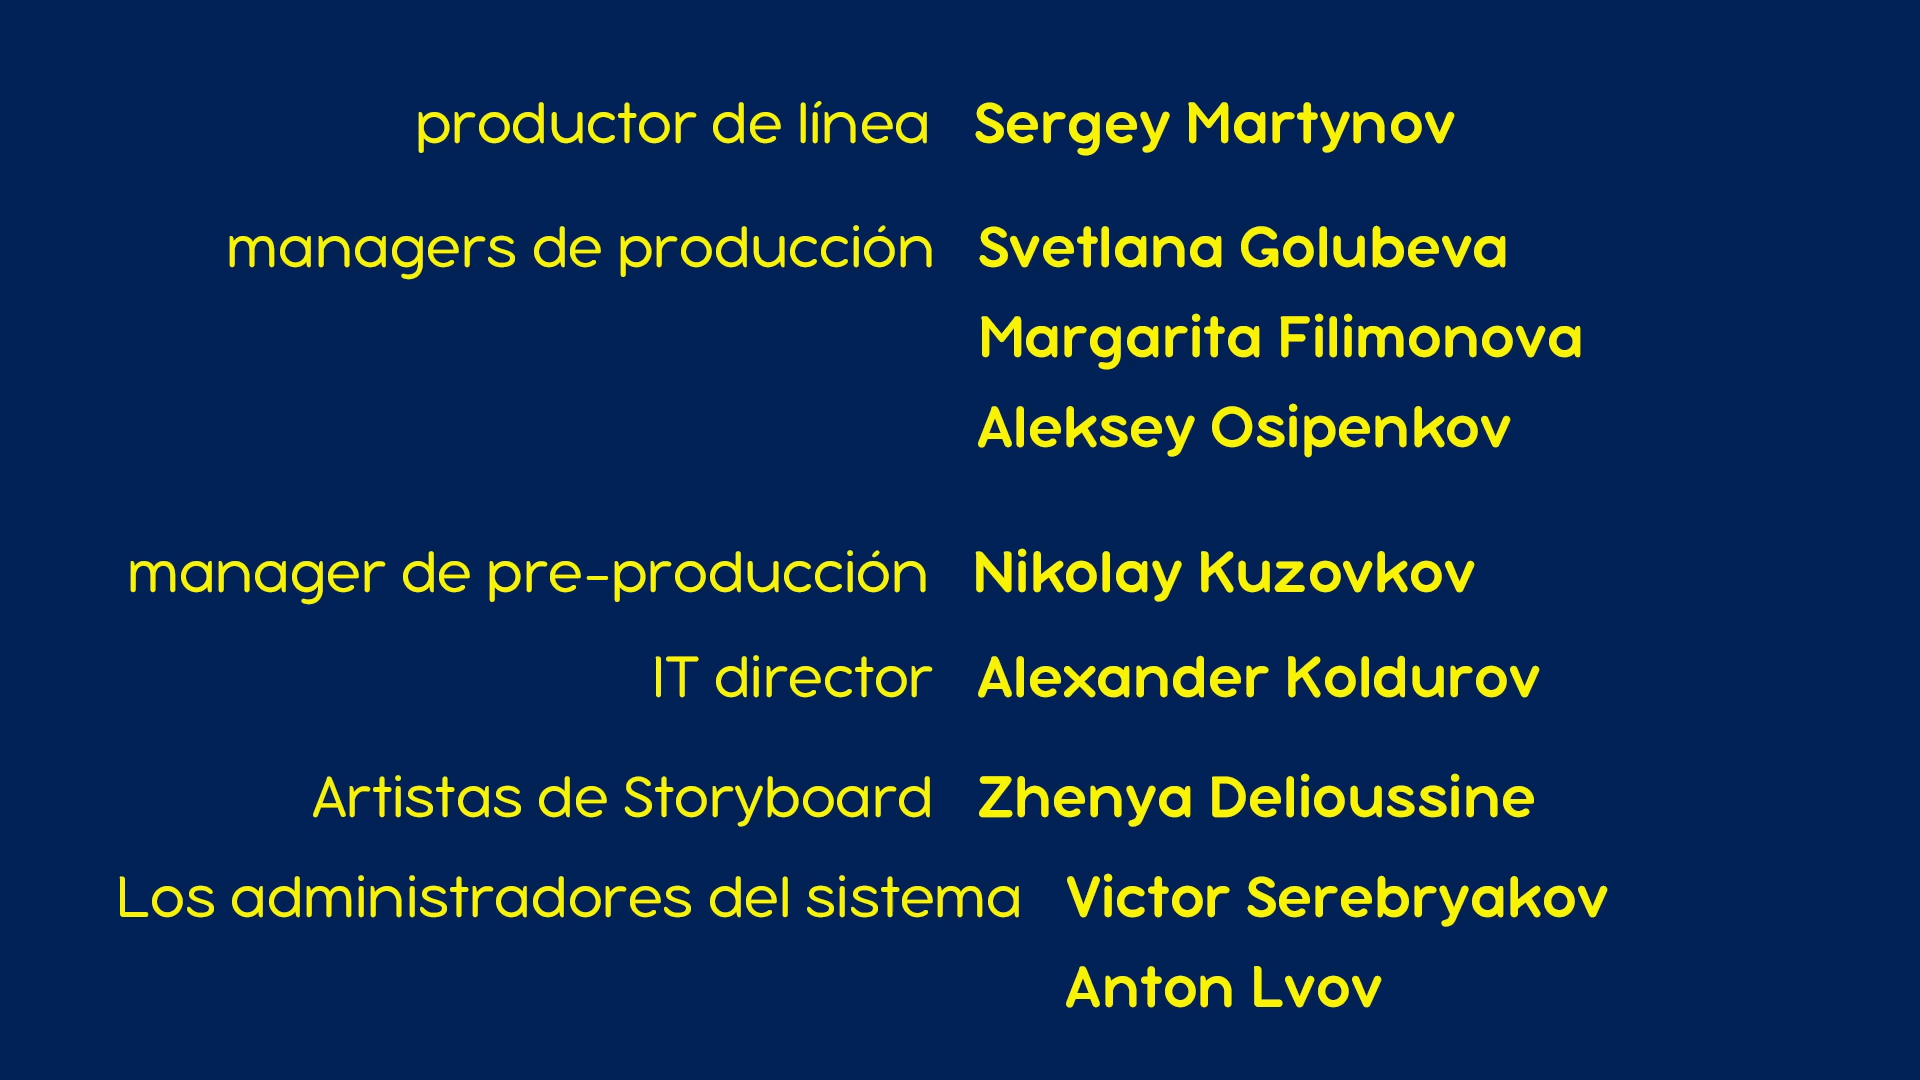 productor de línea Sergey Martynov
managers de producción Svetlana Golubeva
Margarita Filimonova
Aleksey Osipenkov
manager de pre-producción Nikolay Kuzovkov
IT director Alexander Koldurov
Artistas de Storyboard Zhenya Delioussine
Los administradores del sistema Victor Serebryakov
Anton Lvov